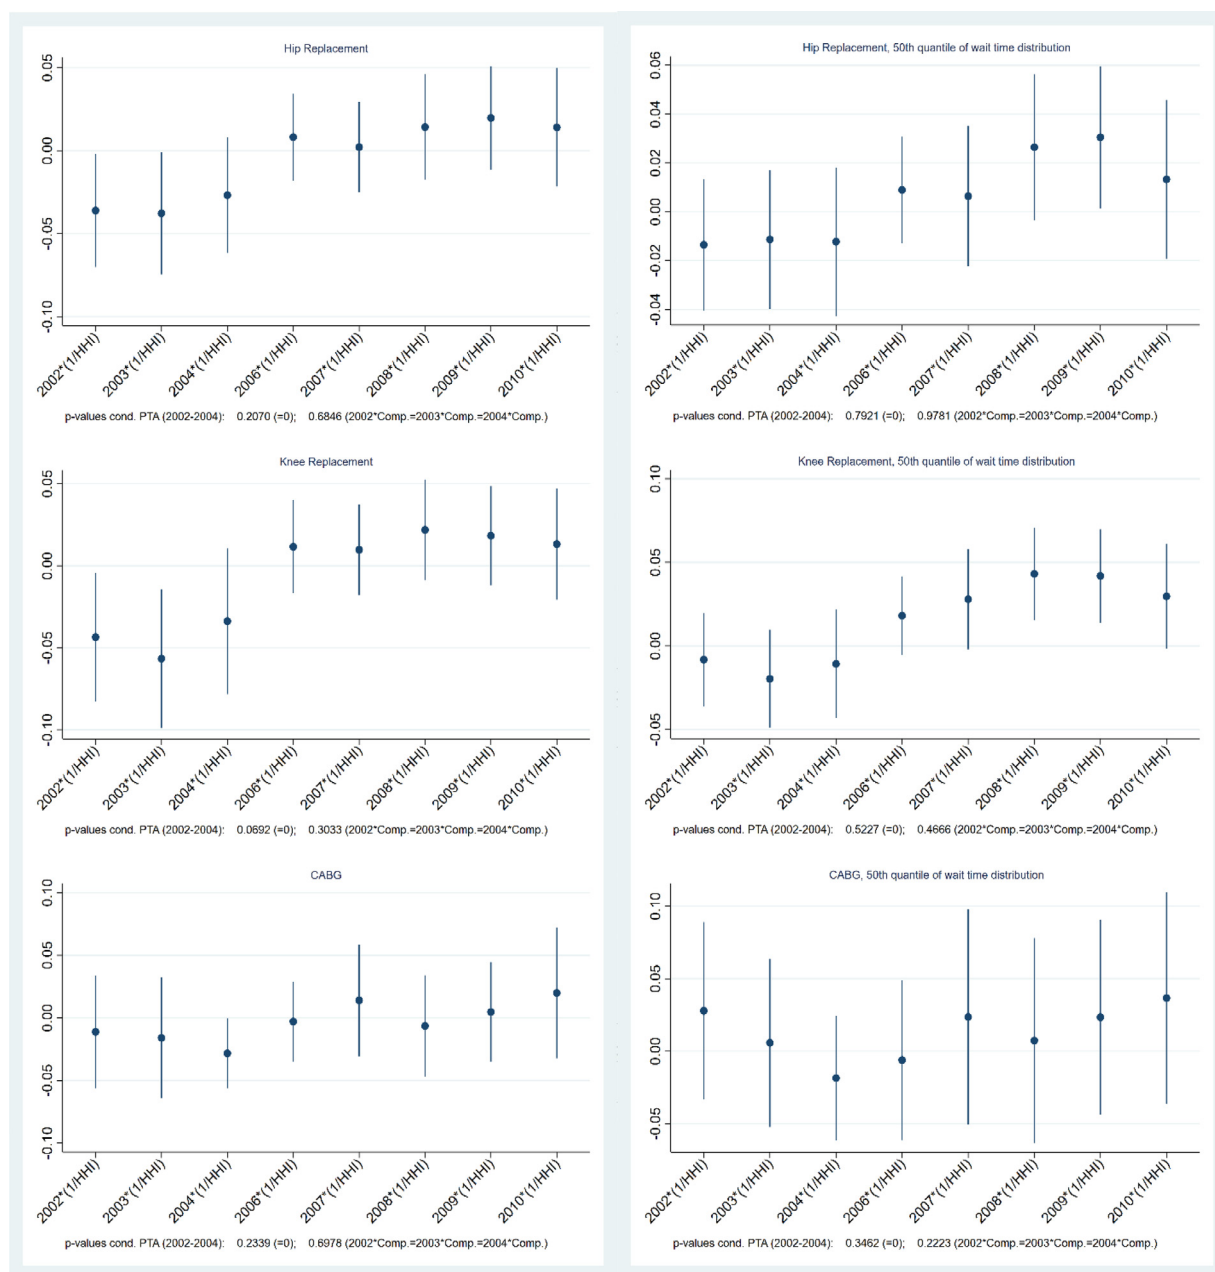 Hip Replacement
0.05
0.00
-0.05
-0.10
2002*(1/HHI)
2003*(1/HHI)
2004*(1/HHI)
2006*(1/HHI)
2007*(1/HHI)
2008*(1/HHI)
2009*(1/HHI)
2010*(1/HHI)
p-values cond. PTA (2002-2004): 0.2070 (=0); 0.6846 (2002*Comp.=2003*Comp.=2004*Comp.)
Hip Replacement, 50th quantile of wait time distribution
0.06
0.04
0.02
0.00
-0.02
-0.04
2002*(1/HHI)
2003*(1/HHI)
2004*(1/HHI)
2006*(1/HHI)
2007*(1/HHI)
2008*(1/HHI)
2009*(1/HHI)
2010*(1/HHI)
p-values cond. PTA (2002-2004): 0.7921 (=0); 0.9781 (2002*Comp.=2003*Comp.=2004*Comp.)
Knee Replacement
0.05
0.00
-0.05
-0.10
2002*(1/HHI)
2003*(1/HHI)
2004*(1/HHI)
2006*(1/HHI)
2007*(1/HHI)
2008*(1/HHI)
2009*(1/HHI)
2010*(1/HHI)
p-values cond. PTA (2002-2004): 0.0692 (=0); 0.3033 (2002*Comp.=2003*Comp.=2004*Comp.)
Knee Replacement, 50th quantile of wait time distribution
0.10
0.05
0.00
-0.05
2002*(1/HHI)
2003*(1/HHI)
2004*(1/HHI)
2006*(1/HHI)
2007*(1/HHI)
2008*(1/HHI)
2009*(1/HHI)
2010*(1/HHI)
p-values cond. PTA (2002-2004): 0.5227 (=0); 0.4666 (2002*Comp.=2003*Comp.=2004*Comp.)
CABG
0.10
0.05
0.00
-0.05
-0.10
2002*(1/HHI)
2003*(1/HHI)
2004*(1/HHI)
2006*(1/HHI)
2007*(1/HHI)
2008*(1/HHI)
2009*(1/HHI)
2010*(1/HHI)
p-values cond. PTA (2002-2004): 0.2339 (=0); 0.6978 (2002*Comp.=2003*Comp.=2004*Comp.)
CABG, 50th quantile of wait time distribution
0.10
0.05
0.00
-0.05
2002*(1/HHI)
2003*(1/HHI)
2004*(1/HHI)
2006*(1/HHI)
2007*(1/HHI)
2008*(1/HHI)
2009*(1/HHI)
2010*(1/HHI)
p-values cond. PTA (2002-2004): 0.3462 (=0); 0.2223 (2002*Comp.=2003*Comp.=2004*Comp.)